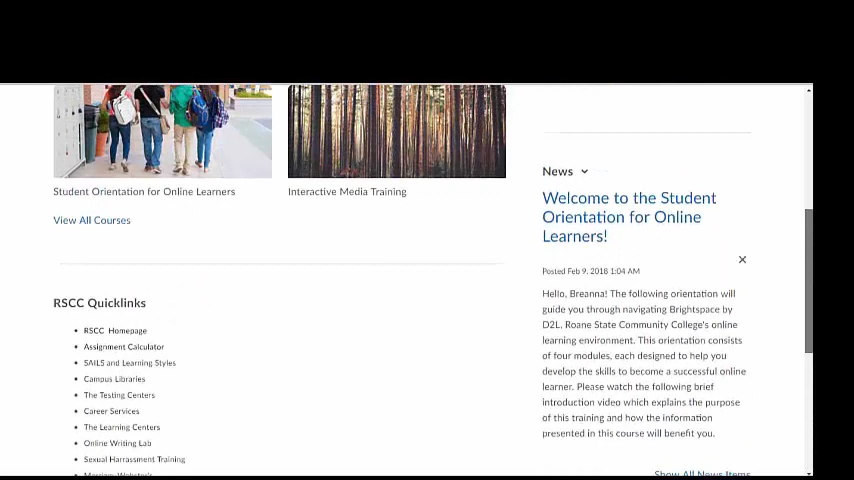 Student Orientation for Online Learners
Interactive Media Training
View All Courses
RSCC Quicklinks
RSCC Homepage
Assignment Calculator
SAILS and Learning Styles
Campus Libraries
The Testing Centers
Career Services
The Learning Centers
Online Writing Lab
Sexual Harrassment Training
Merriam-Webster's
News
Welcome to the Student
Orientation for Online
Learners!
Posted Feb 9, 2018 1:04 AM
Hello, Breanna! The following orientation will
guide you through navigating Brightspace by
D2L, Roane State Community College's online
learning environment. This orientation consists
of four modules, each designed to help you
develop the skills to become a successful online
learner. Please watch the following brief
introduction video which explains the purpose
of this training and how the information
presented in this course will benefit you.
Show All News Items